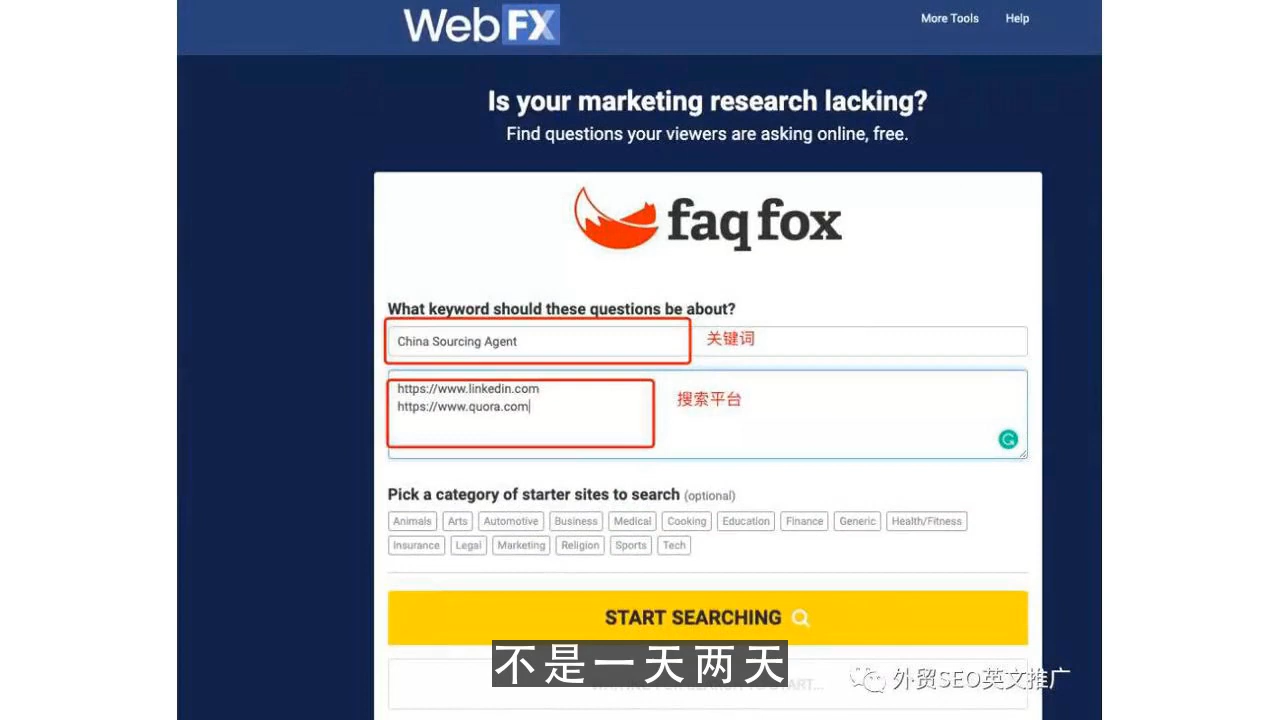 WebFX
More Tools Help
Is your marketing research lacking?
Find questions your viewers are asking online, free.
faq fox
What keyword should these questions be about?
China Sourcing Agent 关键词
https://www.linkedin.com
https://www.quora.com
搜索平台
Pick a category of starter sites to search (optional)
Animals Arts Automotive Business Medical Cooking Education Finance Generic Health/Fitness
Insurance Legal Marketing Religion Sports Tech
START SEARCHING
不是一天两天
外贸SEO英文推广